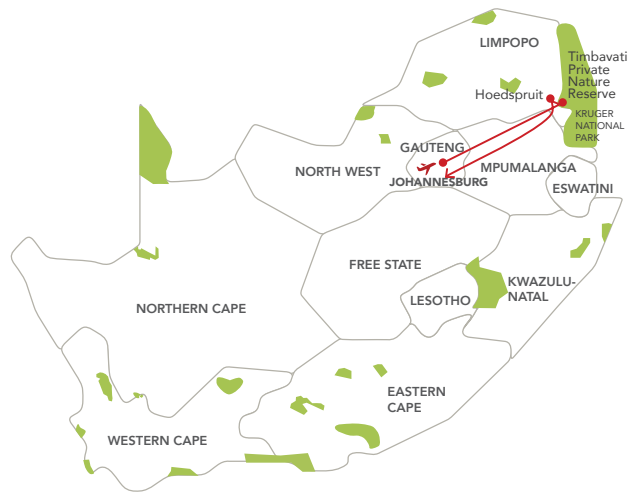 LIMPOPO
Timbavati
Private
Nature
Reserve
Hoedspruit
KRUGER
NATIONAL
PARK
GAUTENG
MPUMALANGA
NORTH WEST
JOHANNESBURG
ESWATINI
FREE STATE
KWAZULU-
NATAL
LESOTHO
NORTHERN CAPE
EASTERN
CAPE
WESTERN CAPE